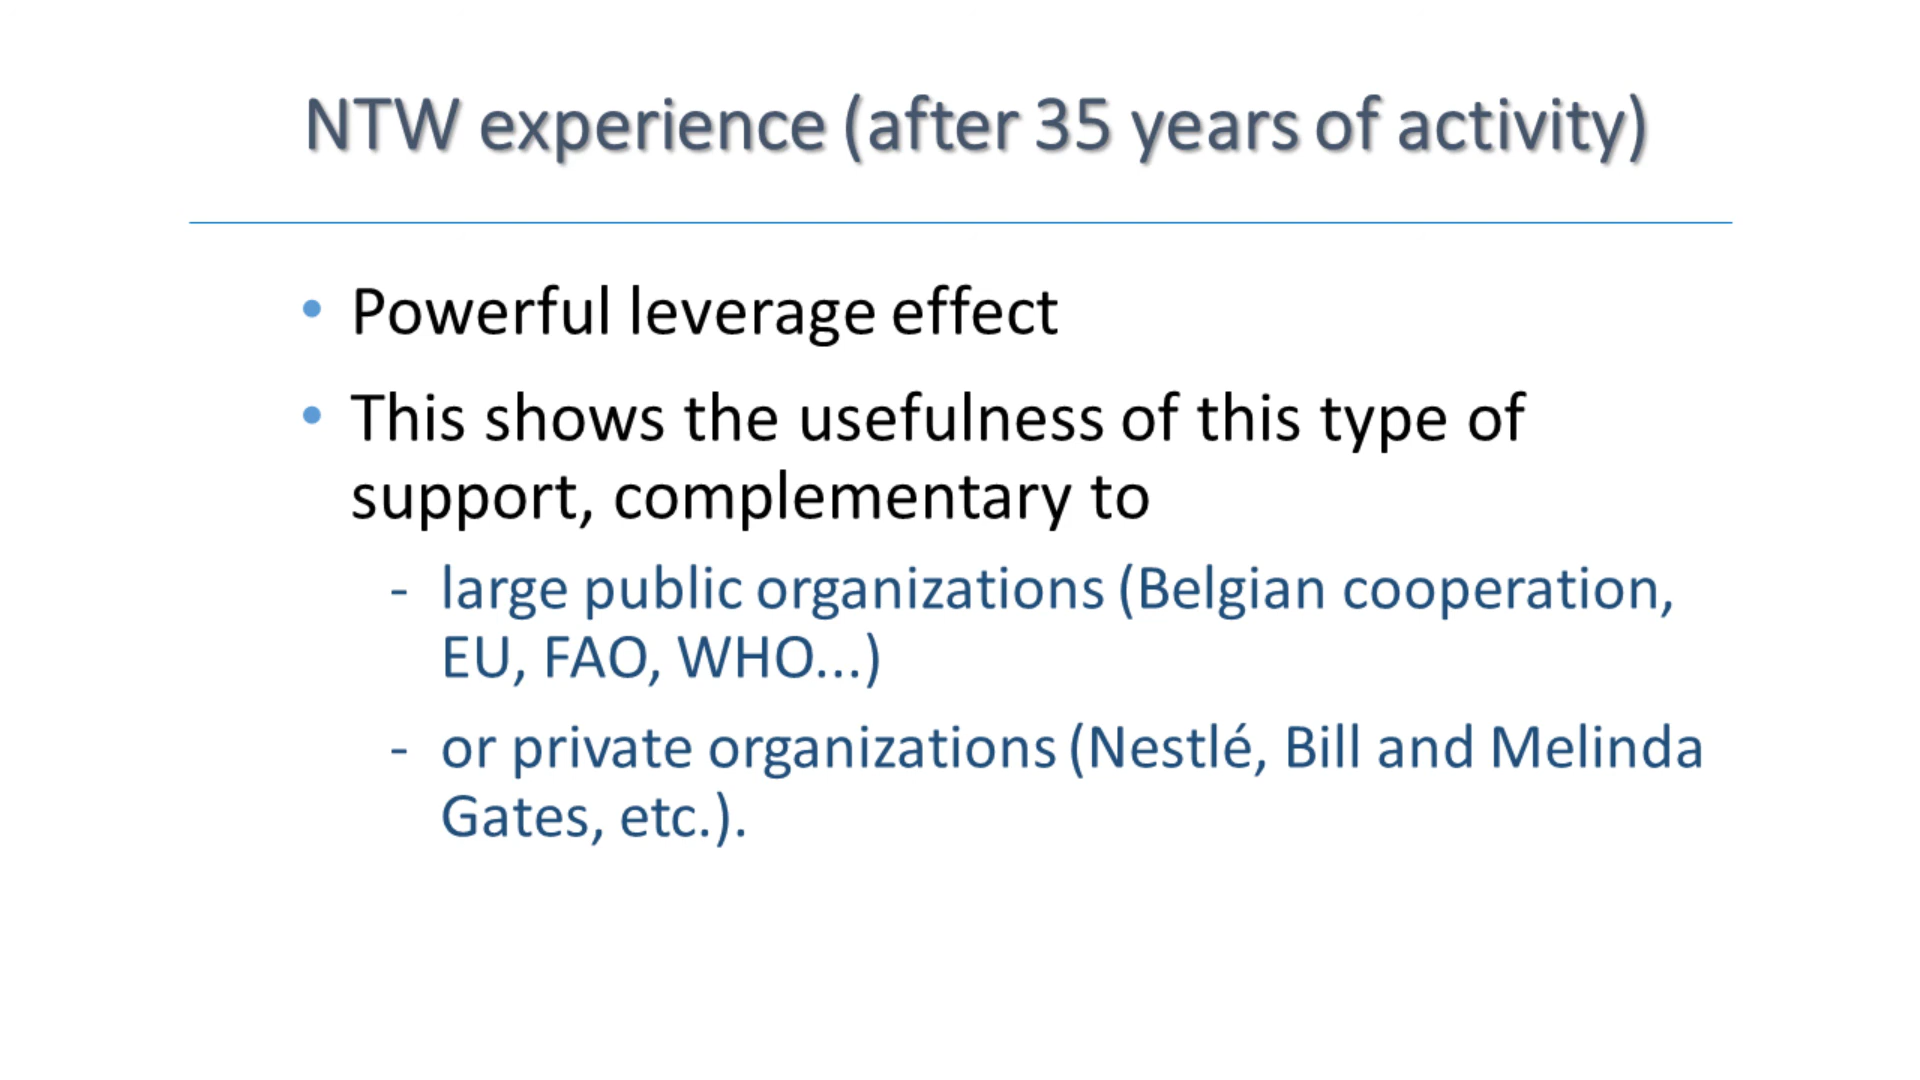 NTW experience (after 35 years of activity)
• Powerful leverage effect
• This shows the usefulness of this type of
support, complementary to
- large public organizations (Belgian cooperation,
EU, FAO, WHO...)
- or private organizations (Nestlé, Bill and Melinda
Gates, etc.).